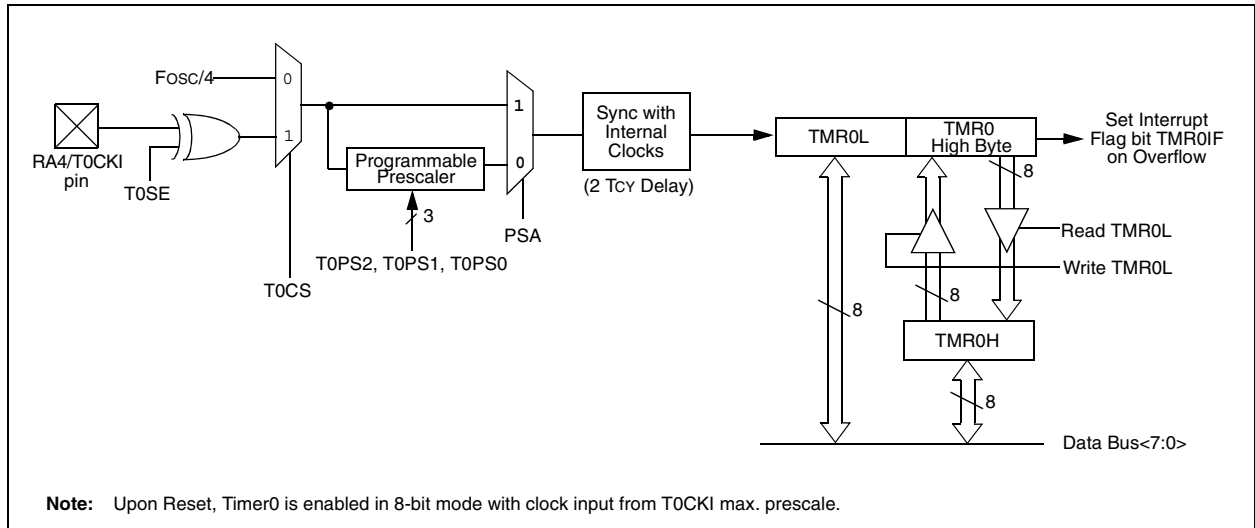 FOSC/4
0
1
RA4/T0CKI
pin
T0SE
T0CS
Programmable
Prescaler
3
T0PS2, T0PS1, T0PS0
1
0
PSA
Sync with
Internal
Clocks
(2 TCY Delay)
TMR0L
TMR0
High Byte
Set Interrupt
Flag bit TMR0IF
on Overflow
8
Read TMR0L
Write TMR0L
8
8
TMR0H
8
Data Bus<7:0>
Note: Upon Reset, Timer0 is enabled in 8-bit mode with clock input from T0CKI max. prescale.